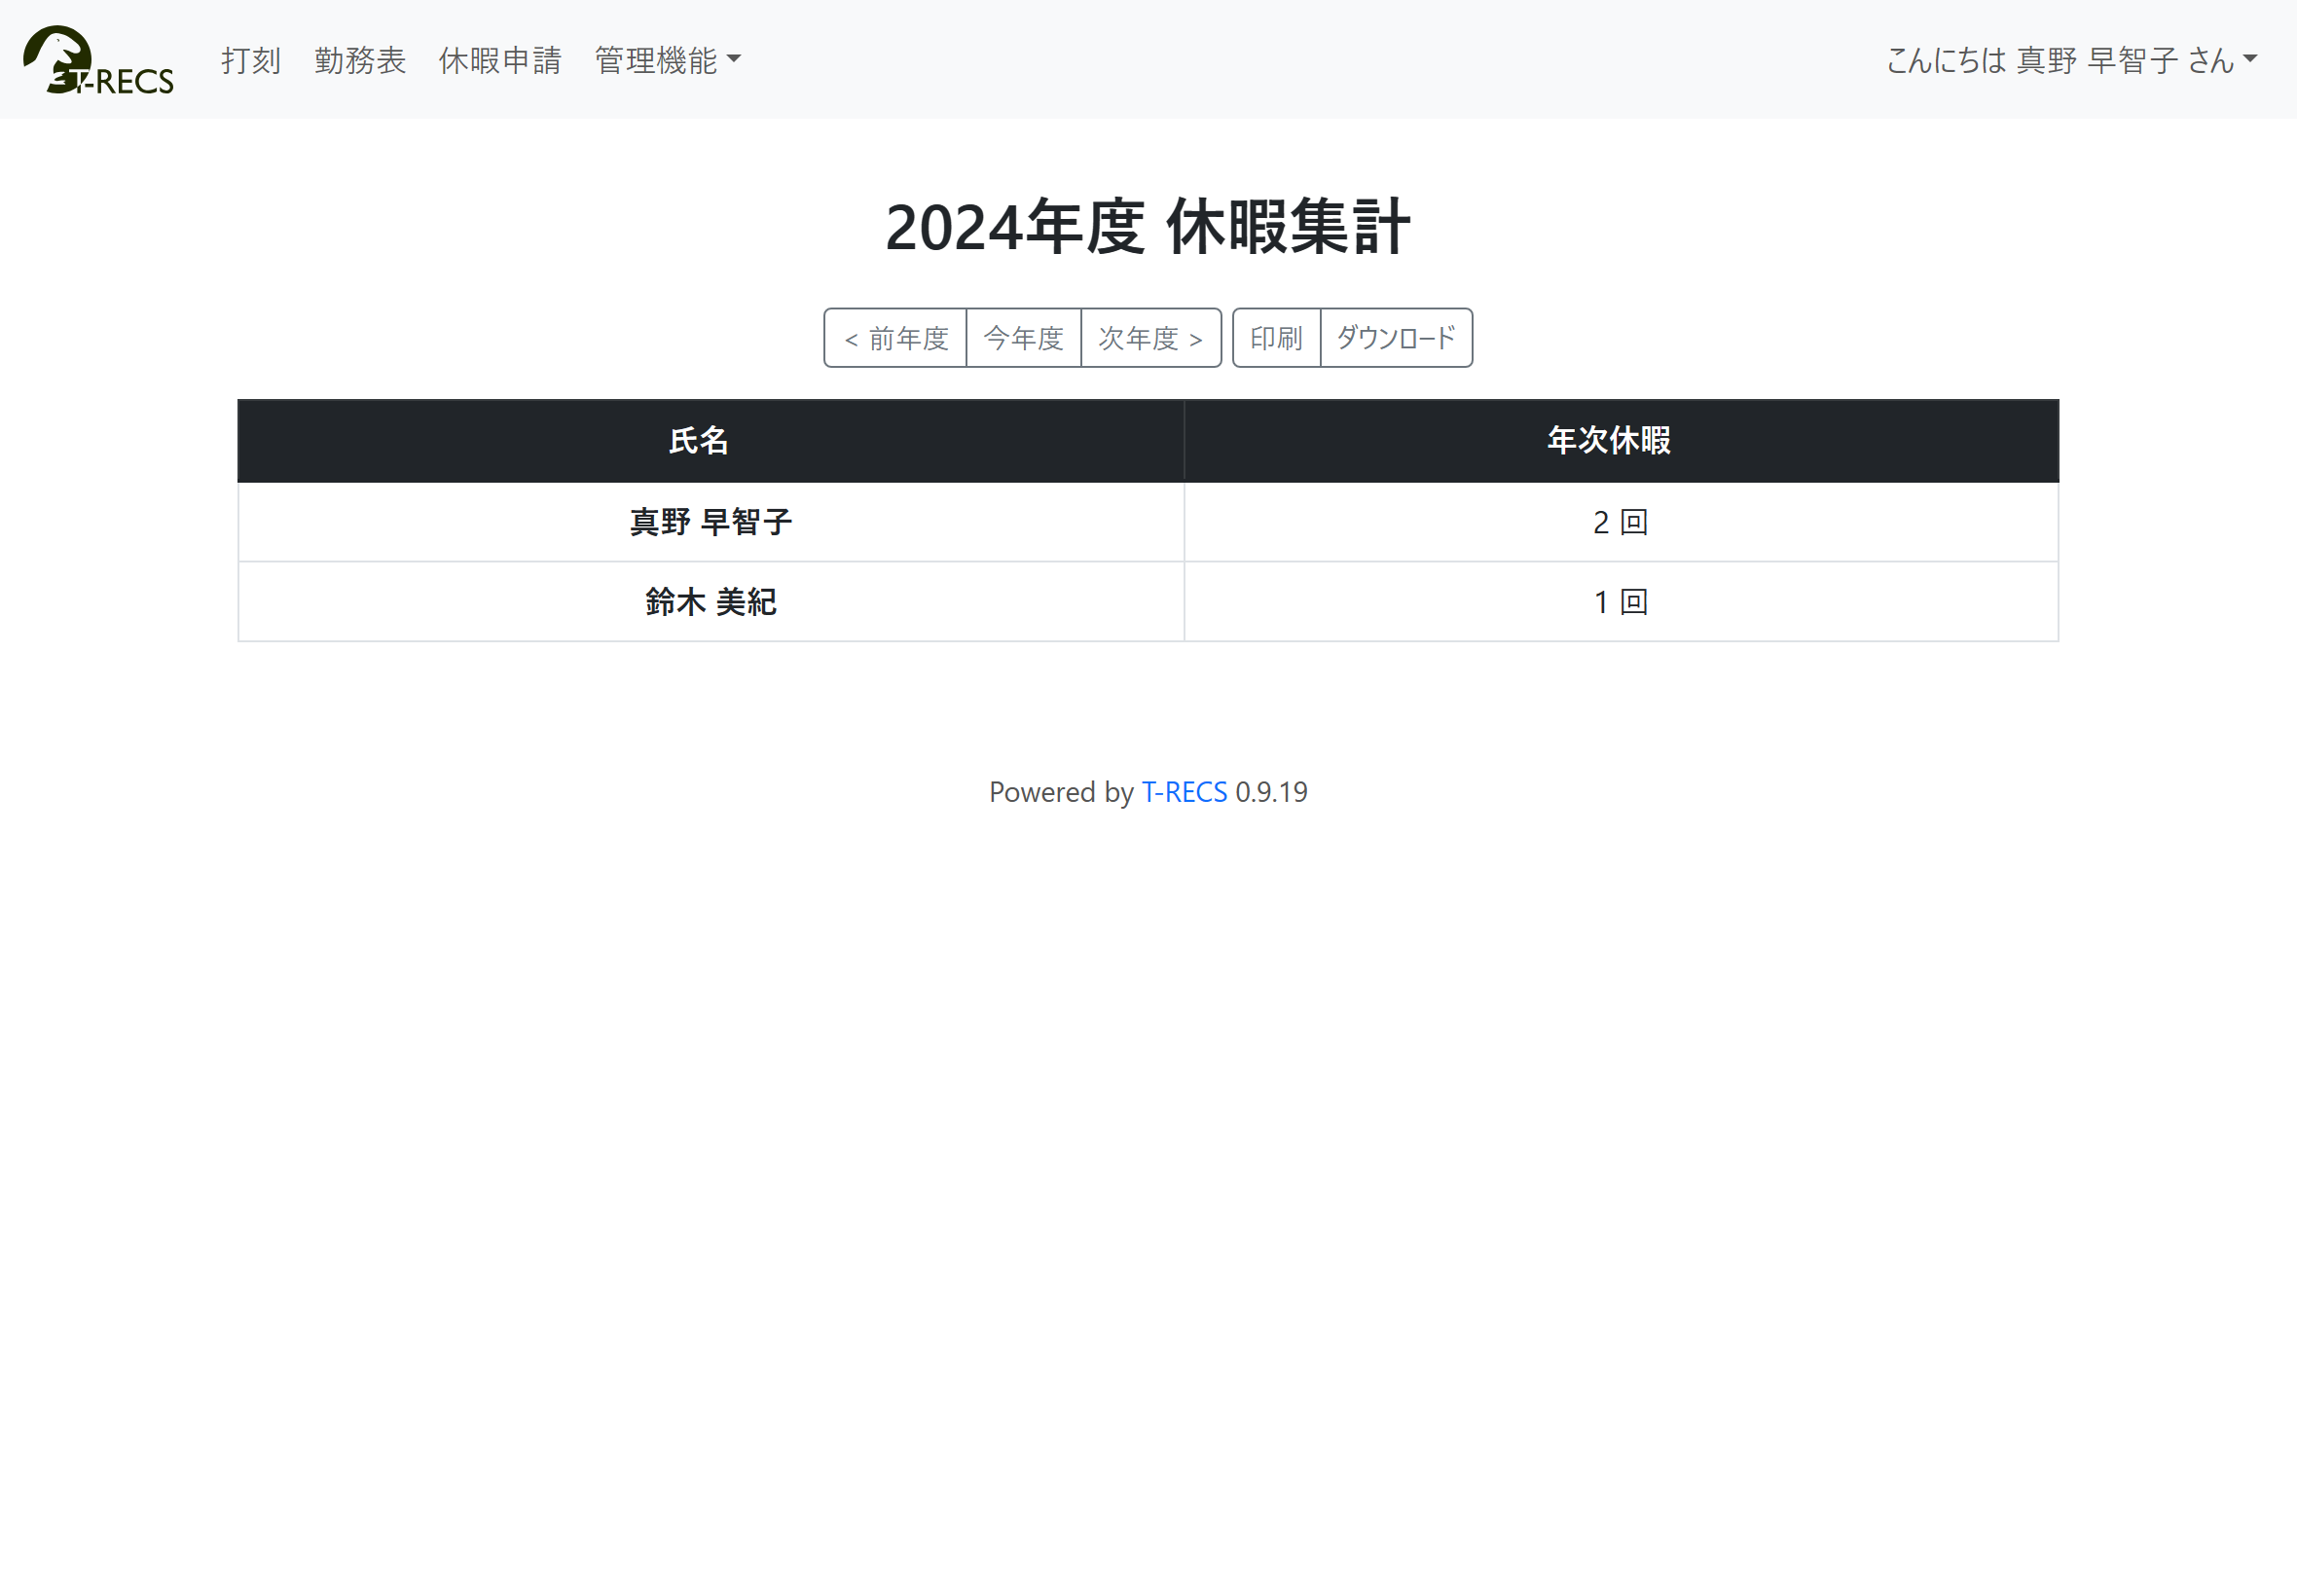 T-RECS 打刻 勤務表 休暇申請 管理機能 こんにちは 真野 早智子 さん
2024年度 休暇集計
< 前年度 今年度 次年度 > 印刷 ダウンロード
氏名 年次休暇
真野 早智子 2 回
鈴木 美紀 1 回
Powered by T-RECS 0.9.19